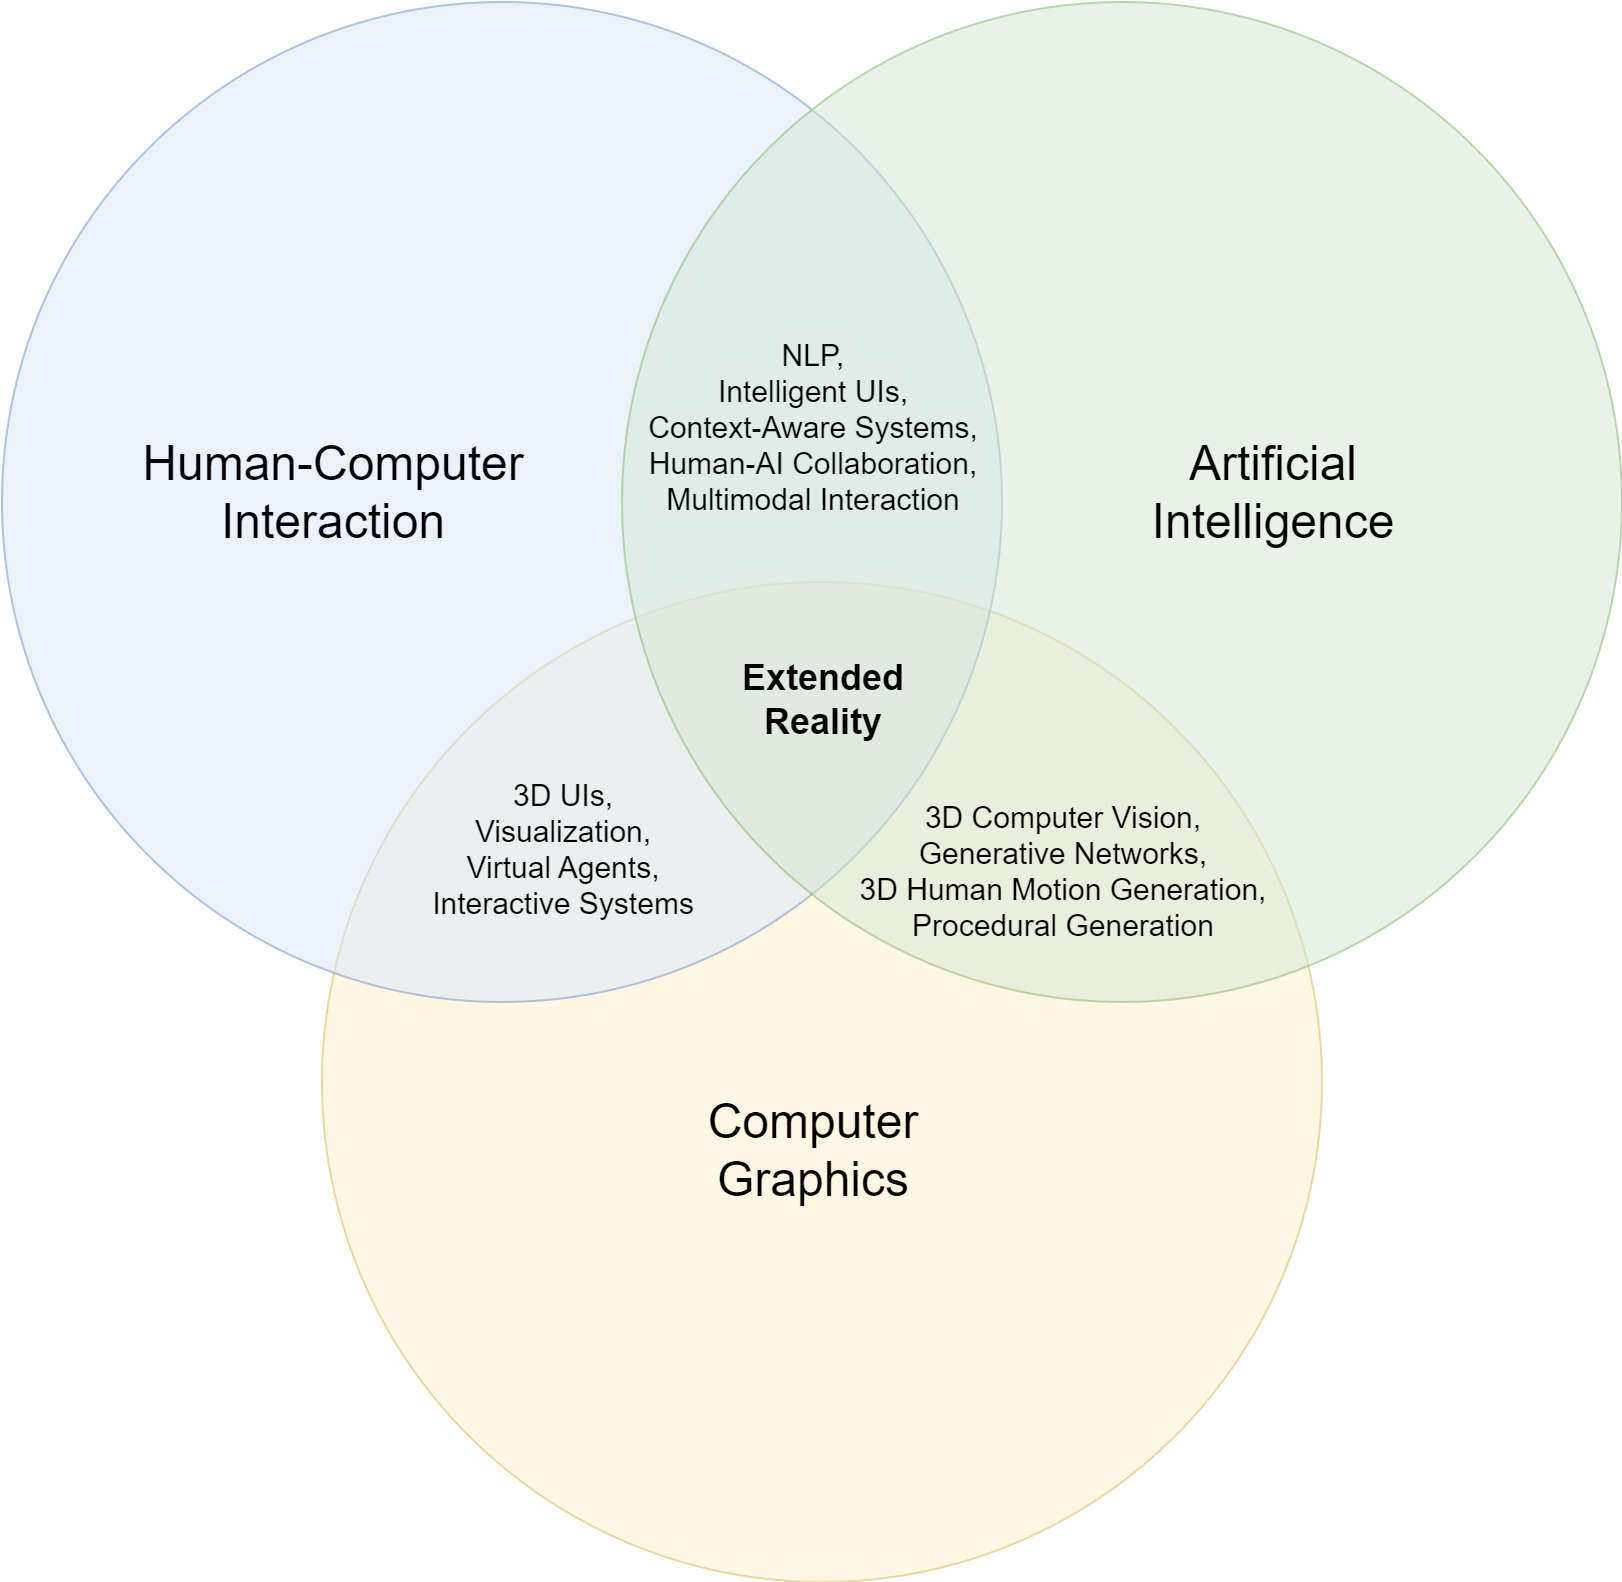 Human-Computer
Interaction
NLP,
Intelligent UIs,
Context-Aware Systems,
Human-AI Collaboration,
Multimodal Interaction
Artificial
Intelligence
Extended
Reality
3D UIs,
Visualization,
Virtual Agents,
Interactive Systems
3D Computer Vision,
Generative Networks,
3D Human Motion Generation,
Procedural Generation
Computer
Graphics